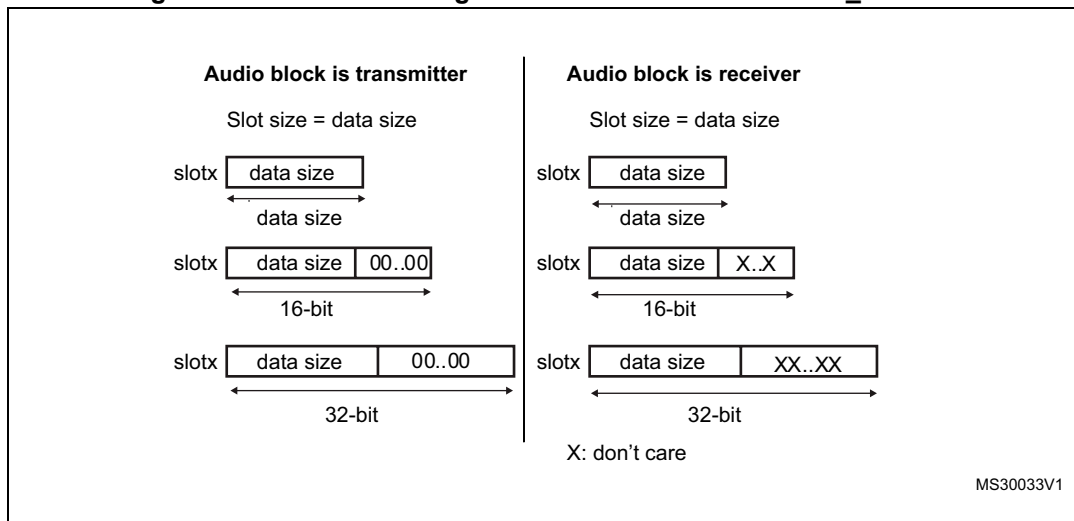 Audio block is transmitter
Slot size = data size
slotx data size
data size
slotx data size 00..00
16-bit
slotx data size 00..00
32-bit
Audio block is receiver
Slot size = data size
slotx data size
data size
slotx data size X..X
16-bit
slotx data size XX..XX
32-bit
X: don't care
MS30033V1